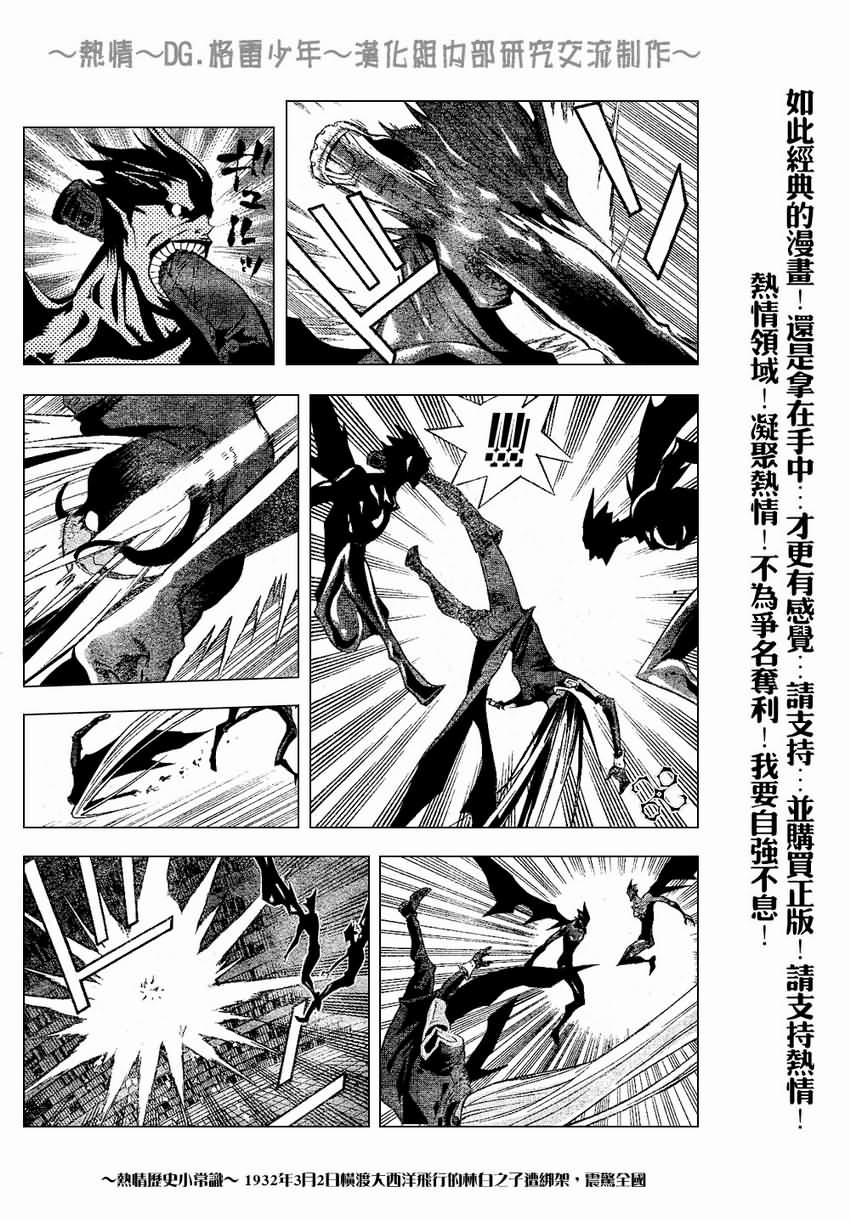 ～熱情～DG.格雷少年～漢化組内部研究交流制作～
如此經典的漫畫！還是拿在手中…才更有感覺…請支持…並購買正版！請支持熱情！
熱情領域！凝聚熱情！不為爭名奪利！我要自強不息！
ド
ド
!!!
ド
～熱情歷史小常識～ 1932年3月2日橫渡大西洋飛行的林白之子遭綁架，震驚全國